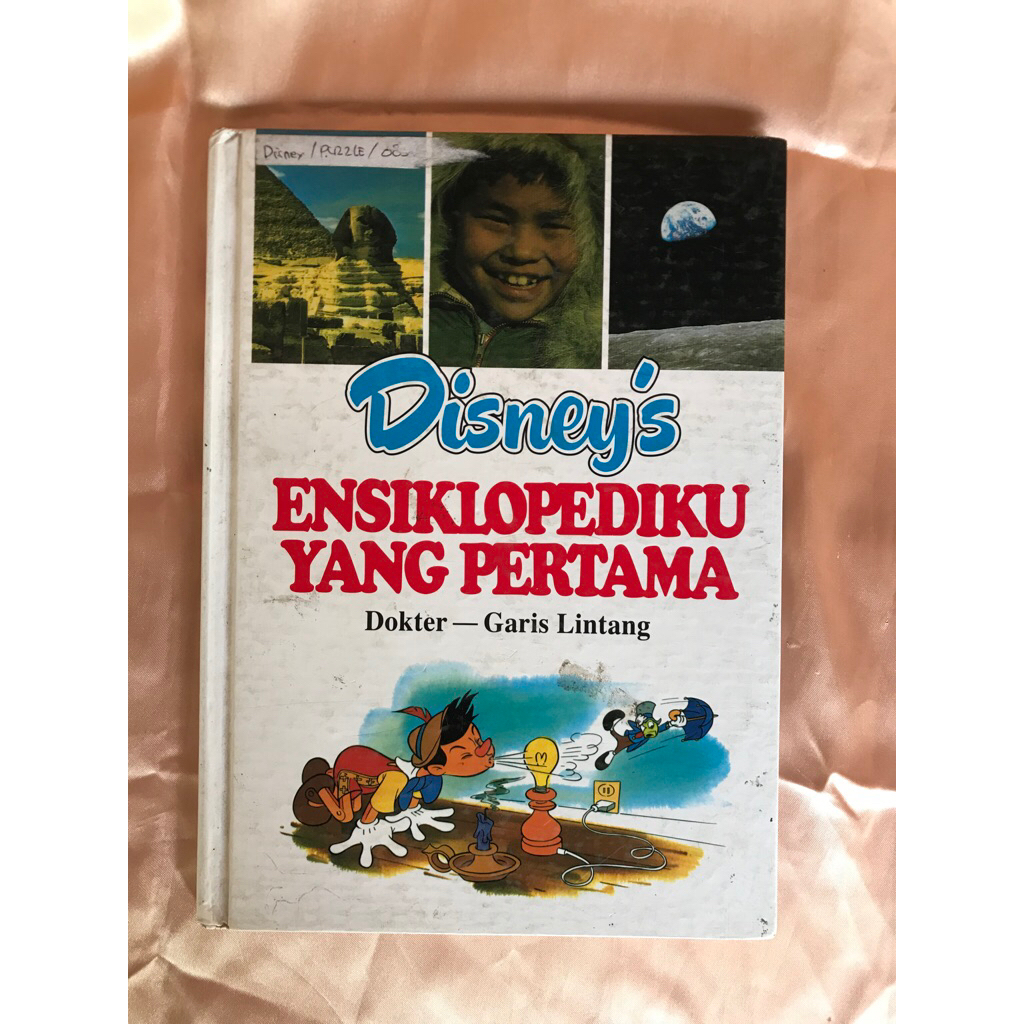 Disney / PUZZLE / 08
Disney's
ENSIKLOPEDIKU
YANG PERTAMA
Dokter — Garis Lintang